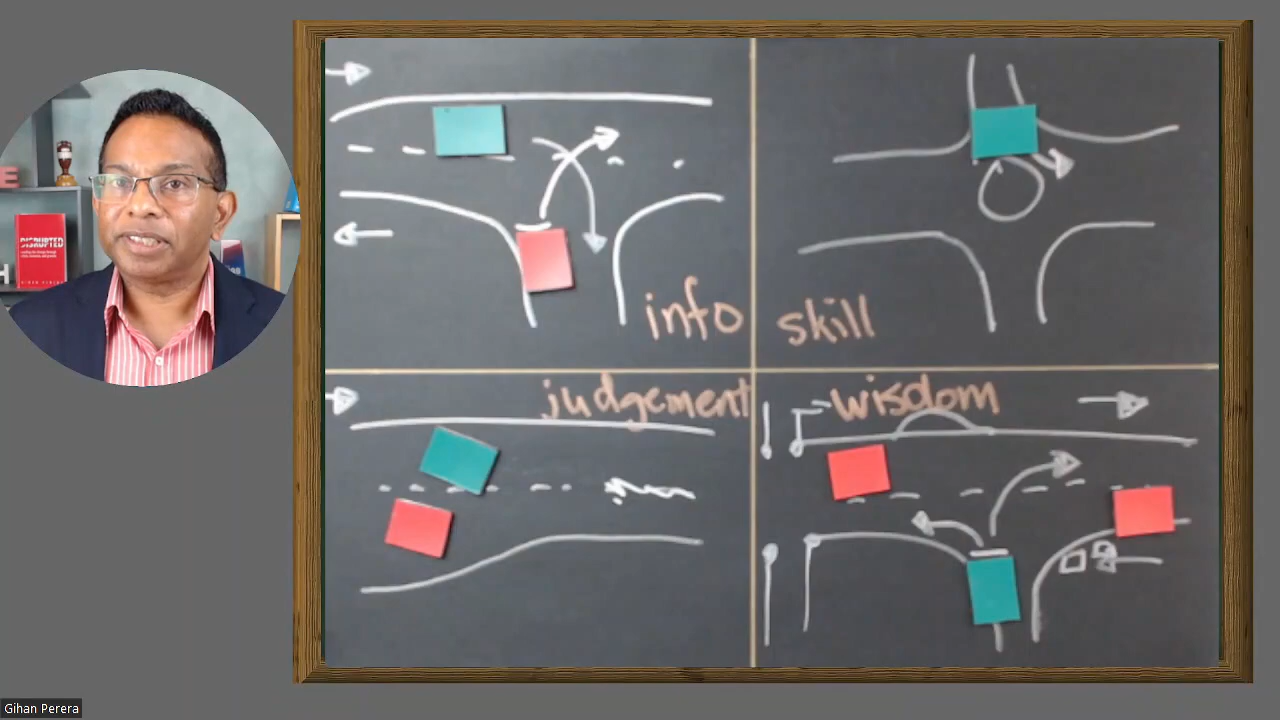 DISRUPTED
info
skill
judgement
wisdom
Gihan Perera